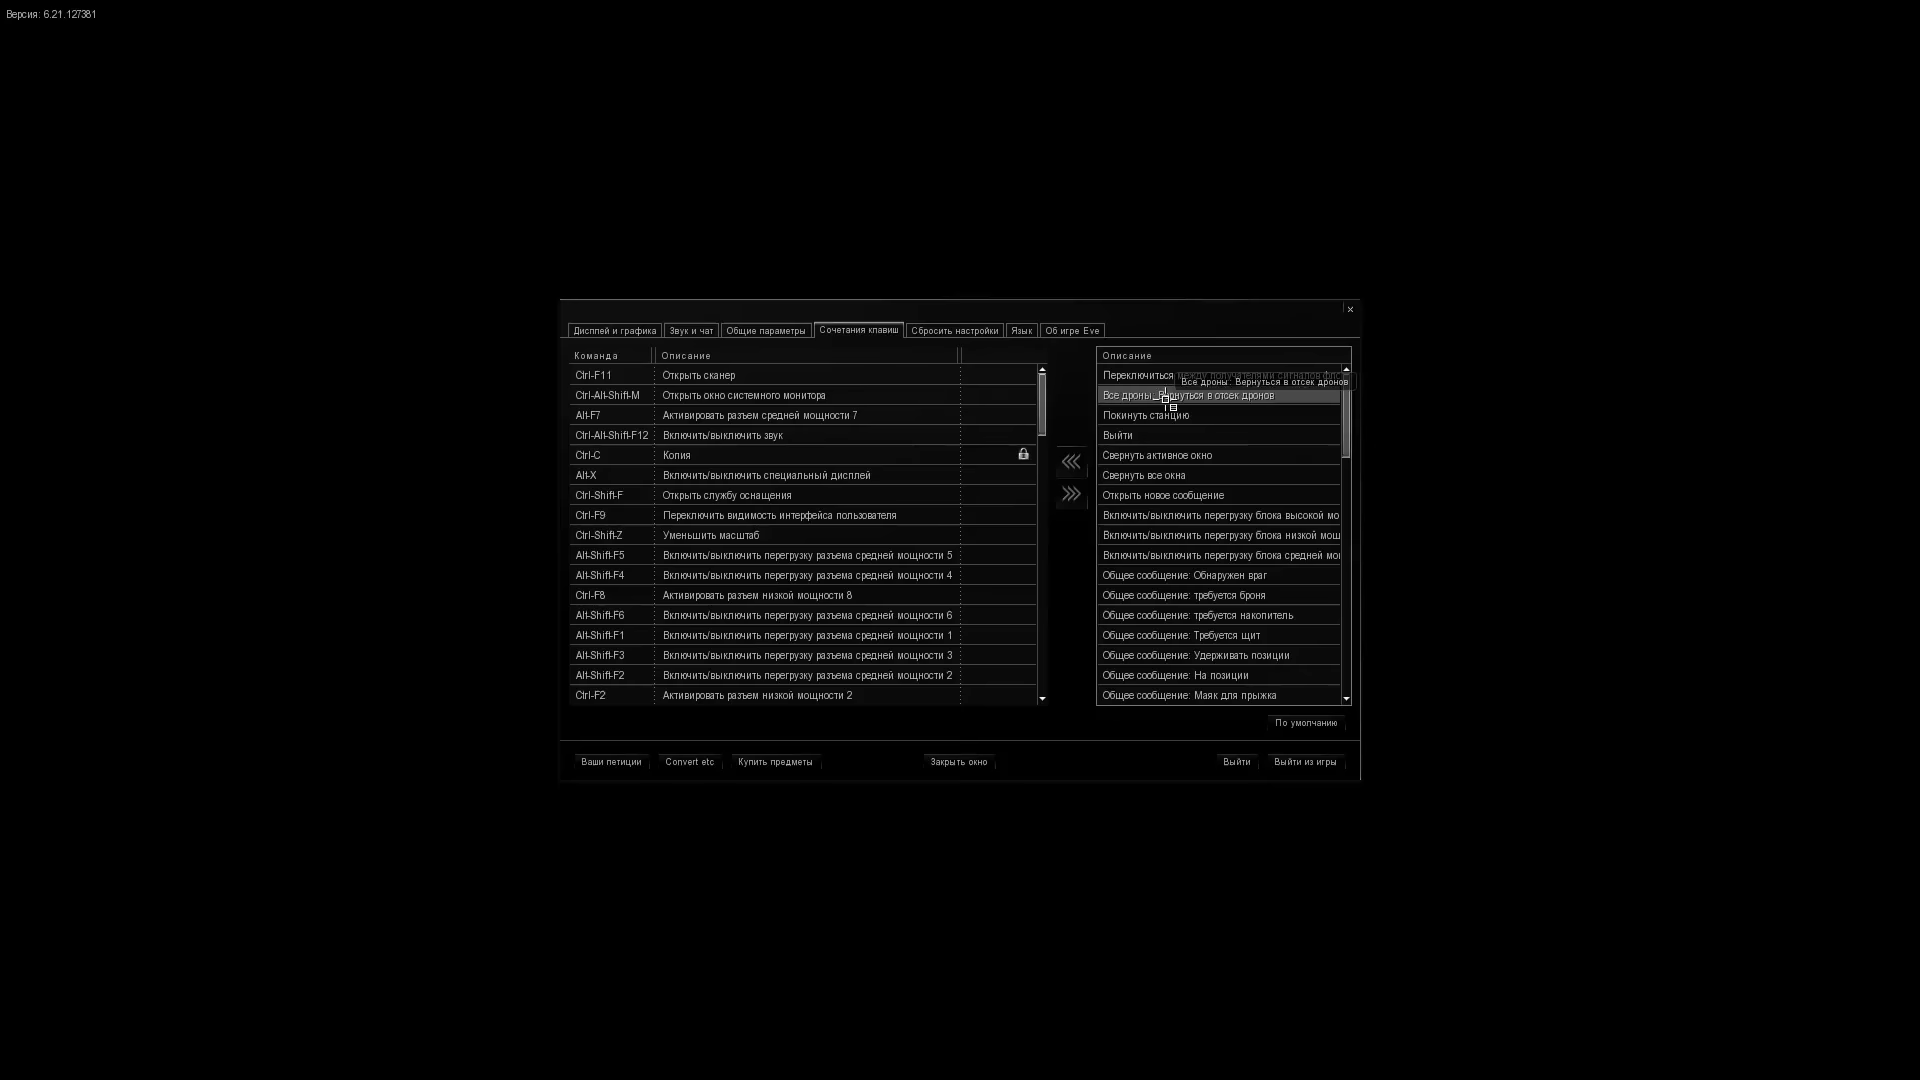 Версия: 6.21.127381
Дисплей и графика Звук и чат Общие параметры Сочетания клавиш Сбросить настройки Язык Об игре Eve
Команда Описание
Ctrl-F11 Открыть сканер
Ctrl-Alt-Shift-M Открыть окно системного монитора
Alt-F7 Активировать разъем средней мощности 7
Ctrl-Alt-Shift-F12 Включить/выключить звук
Ctrl-C Копия
Alt-X Включить/выключить специальный дисплей
Ctrl-Shift-F Открыть службу оснащения
Ctrl-F9 Переключить видимость интерфейса пользователя
Ctrl-Shift-Z Уменьшить масштаб
Alt-Shift-F5 Включить/выключить перегрузку разъема средней мощности 5
Alt-Shift-F4 Включить/выключить перегрузку разъема средней мощности 4
Ctrl-F8 Активировать разъем низкой мощности 8
Alt-Shift-F6 Включить/выключить перегрузку разъема средней мощности 6
Alt-Shift-F1 Включить/выключить перегрузку разъема средней мощности 1
Alt-Shift-F3 Включить/выключить перегрузку разъема средней мощности 3
Alt-Shift-F2 Включить/выключить перегрузку разъема средней мощности 2
Ctrl-F2 Активировать разъем низкой мощности 2
Описание
Переключиться между получателями сигналов
Все дроны: Вернуться в отсек дронов
Все дроны: Вернуться в отсек дронов
Покинуть станцию
Выйти
Свернуть активное окно
Свернуть все окна
Открыть новое сообщение
Включить/выключить перегрузку блока высокой мо
Включить/выключить перегрузку блока низкой мощ
Включить/выключить перегрузку блока средней мо
Общее сообщение: Обнаружен враг
Общее сообщение: требуется броня
Общее сообщение: требуется накопитель
Общее сообщение: Требуется щит
Общее сообщение: Удерживать позиции
Общее сообщение: На позиции
Общее сообщение: Маяк для прыжка
По умолчанию
Ваши петиции Convert etc Купить предметы Закрыть окно Выйти Выйти из игры